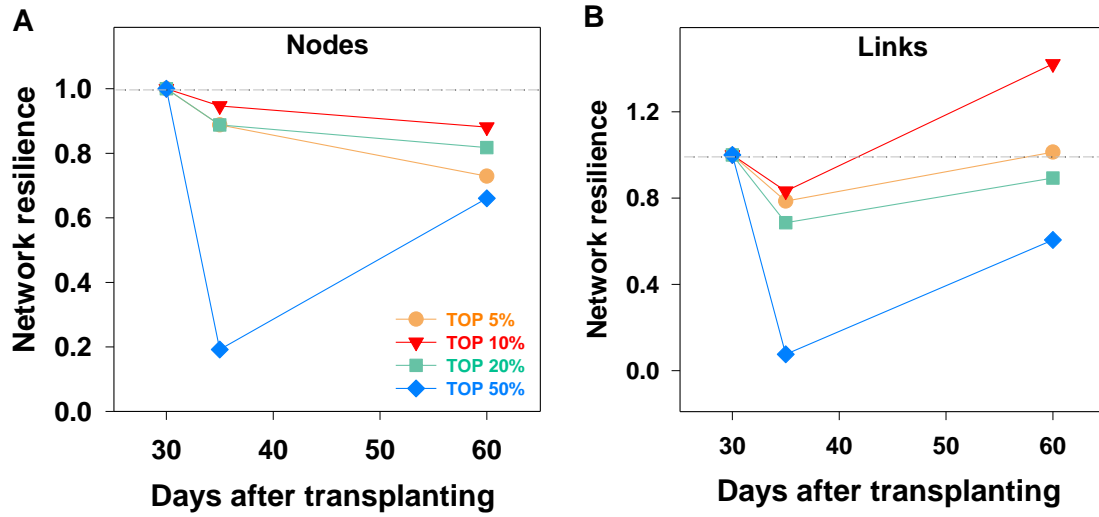 A
Nodes
Network resilience
1.0
0.8
0.6
0.4
0.2
0.0
TOP 5%
TOP 10%
TOP 20%
TOP 50%
30 40 50 60
Days after transplanting
B
Links
Network resilience
1.2
0.8
0.4
0.0
30 40 50 60
Days after transplanting